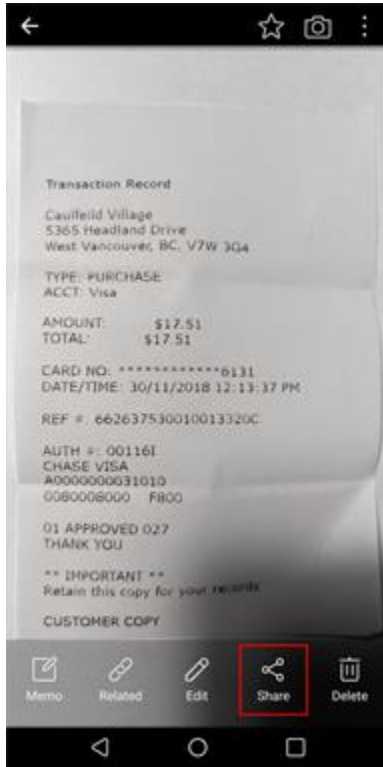 Transaction Record
Caulfeild Village
5365 Headland Drive
West Vancouver, BC, V7W 3G4
TYPE: PURCHASE
ACCT: Visa
AMOUNT: $17.51
TOTAL: $17.51
CARD NO: ************6131
DATE/TIME: 30/11/2018 12:13:37 PM
REF #: 662637530010013320C
AUTH #: 00116I
CHASE VISA
A0000000031010
0080008000 F800
01 APPROVED 027
THANK YOU
** IMPORTANT **
Retain this copy for your records
CUSTOMER COPY
Memo Related Edit Share Delete